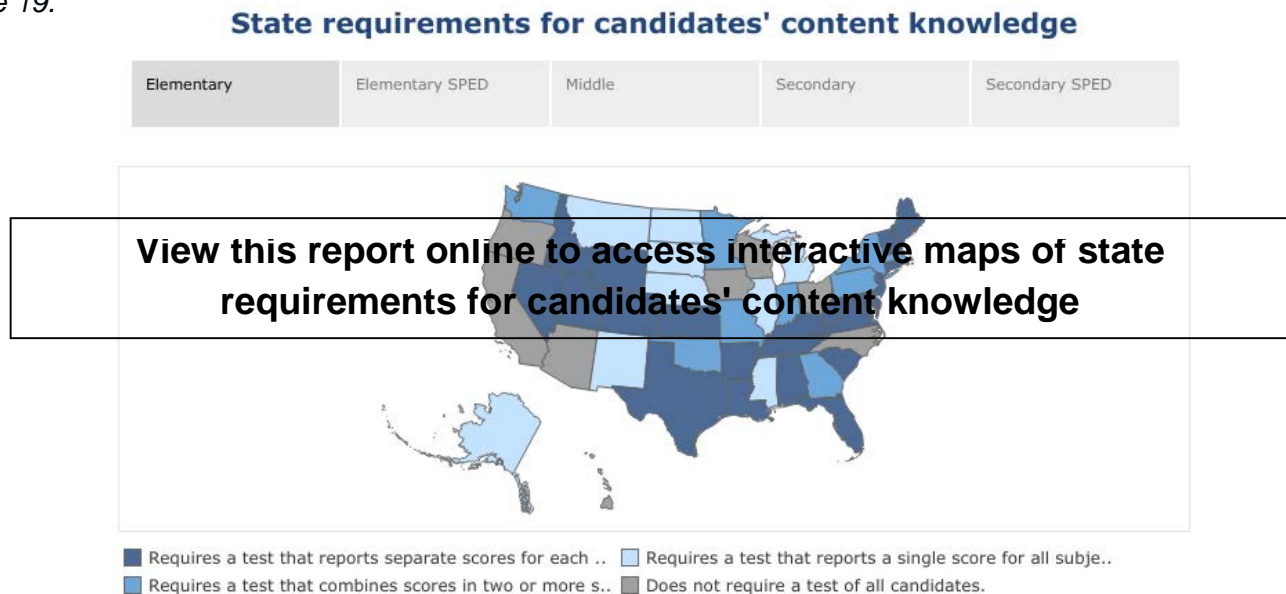 19.
State requirements for candidates' content knowledge
Elementary
Elementary SPED
Middle
Secondary
Secondary SPED
View this report online to access interactive maps of state
requirements for candidates' content knowledge
Requires a test that reports separate scores for each ..
Requires a test that reports a single score for all subje..
Requires a test that combines scores in two or more s..
Does not require a test of all candidates.